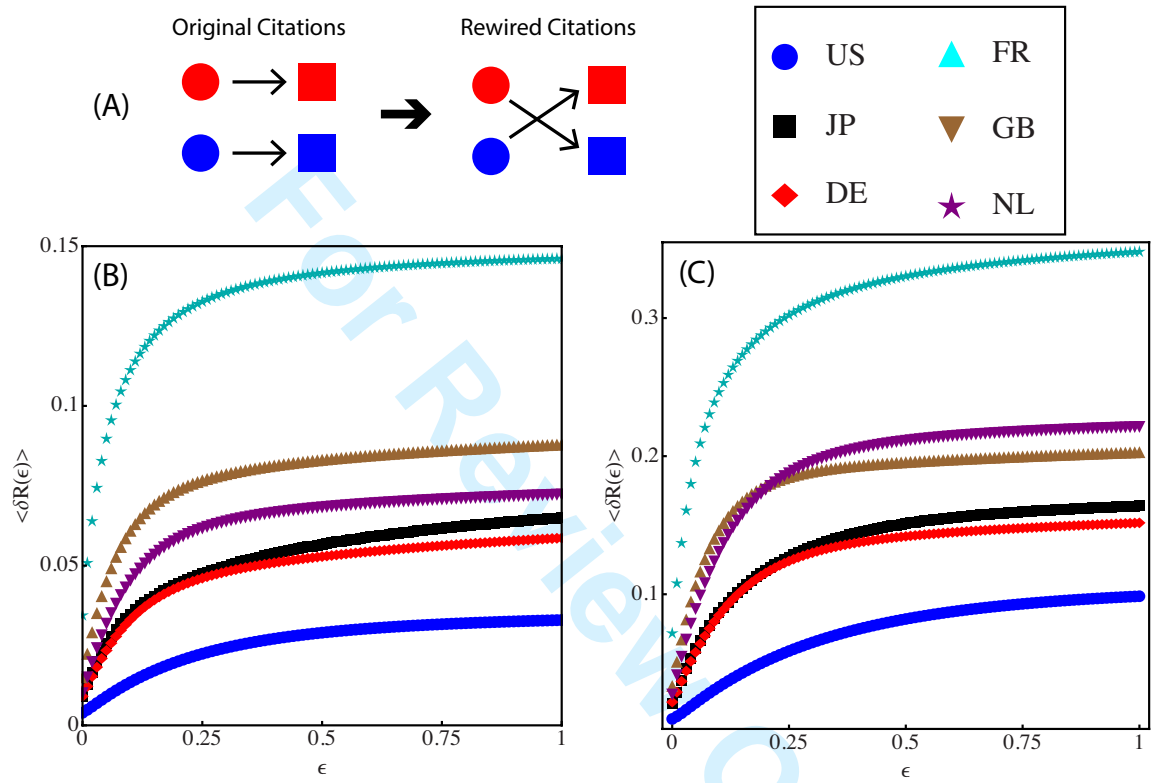 Original Citations
Rewired Citations
(A)
US
FR
JP
GB
DE
NL
(B)
0.15
0.1
0.05
0
<δR(ϵ)>
0
0.25
0.5
0.75
1
ϵ
(C)
0.3
0.2
0.1
<δR(ϵ)>
0
0.25
0.5
0.75
1
ϵ
For Review O